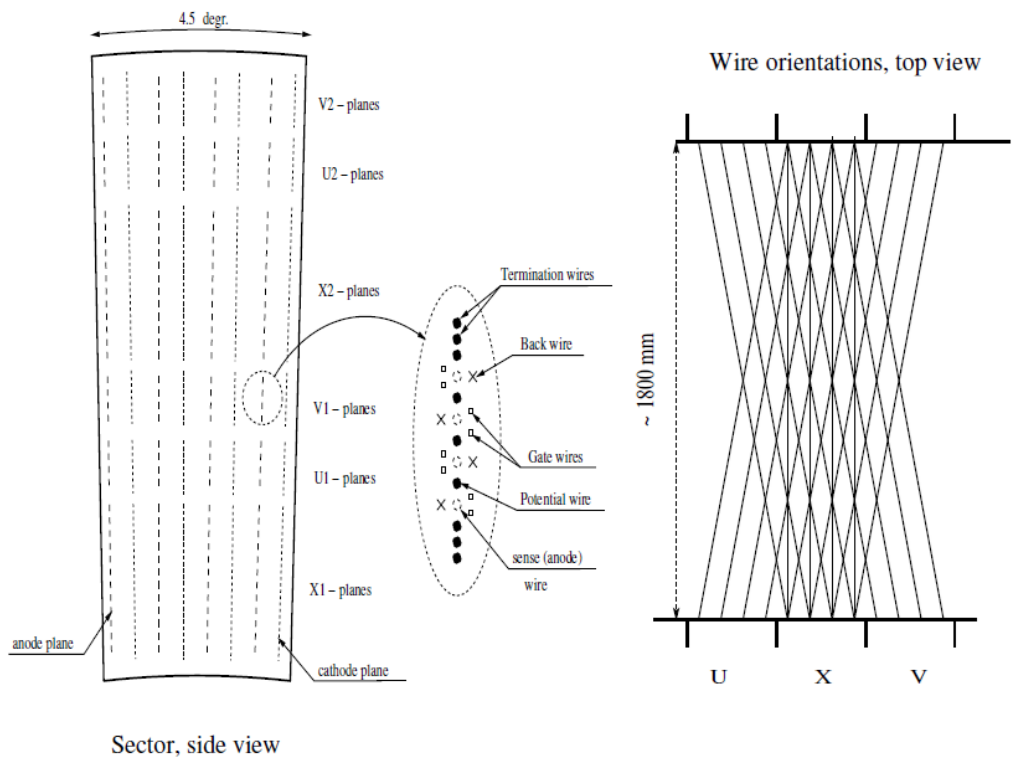 4.5 degr.
V2 – planes
U2 – planes
X2 – planes
V1 – planes
U1 – planes
X1 – planes
anode plane
cathode plane
Sector, side view
Termination wires
Back wire
Gate wires
Potential wire
sense (anode)
wire
Wire orientations, top view
~ 1800 mm
U X V